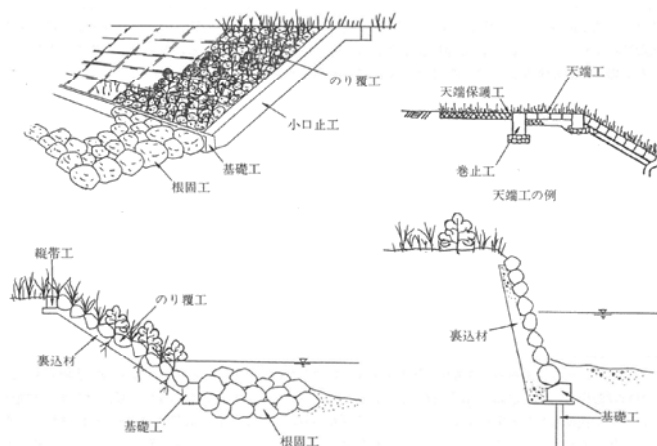 のり覆工
小口止工
基礎工
根固工
天端保護工
天端工
巻止工
天端工の例
縦帯工
のり覆工
裏込材
基礎工
根固工
裏込材
基礎工